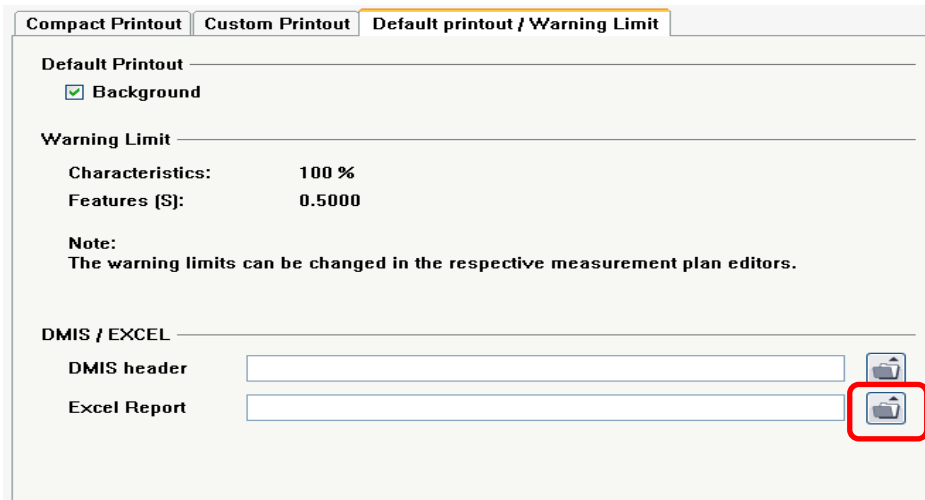 Compact Printout Custom Printout Default printout / Warning Limit
Default Printout
Background
Warning Limit
Characteristics: 100 %
Features (S): 0.5000
Note:
The warning limits can be changed in the respective measurement plan editors.
DMIS / EXCEL
DMIS header
Excel Report